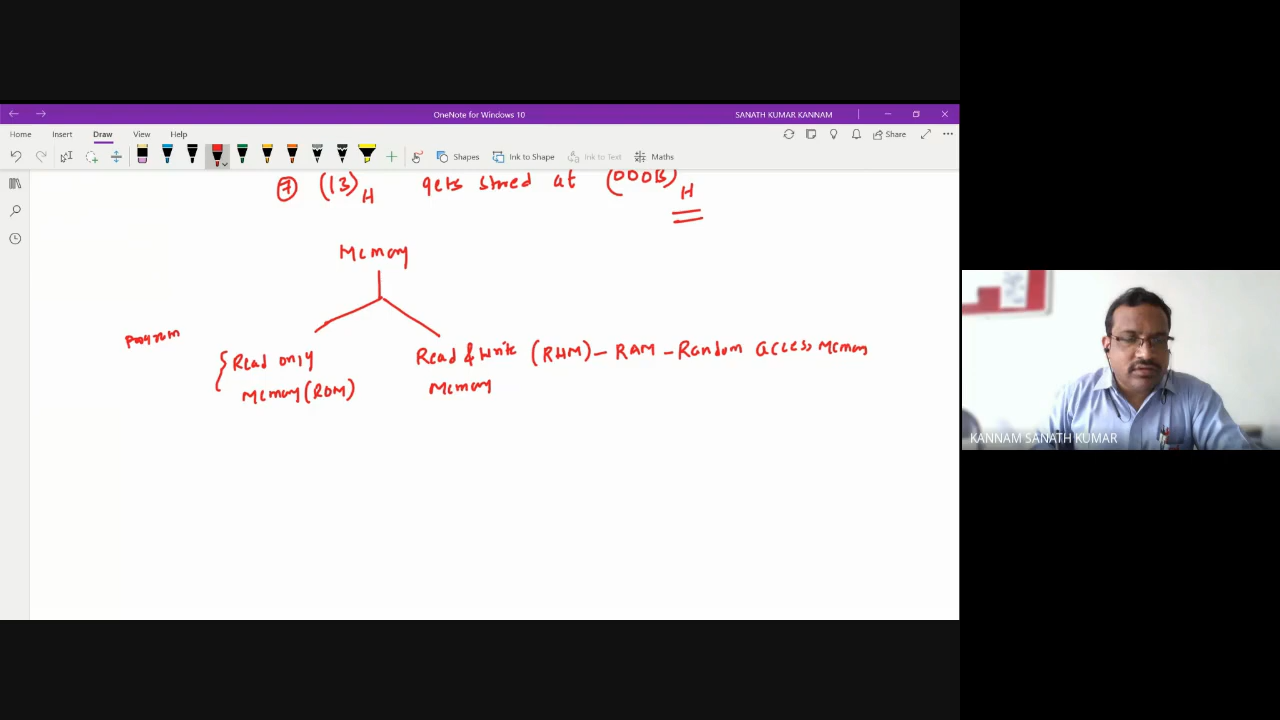 OneNote for Windows 10
SANATH KUMAR KANNAM
Home Insert Draw View Help
Share
Shapes Ink to Shape Ink to Text Maths
⑦ (13)H gets stored at (000B)H
Memory
Program
Read only Read & Write (RWM) – RAM – Random access Memory
Memory (ROM) Memory
KANNAM SANATH KUMAR